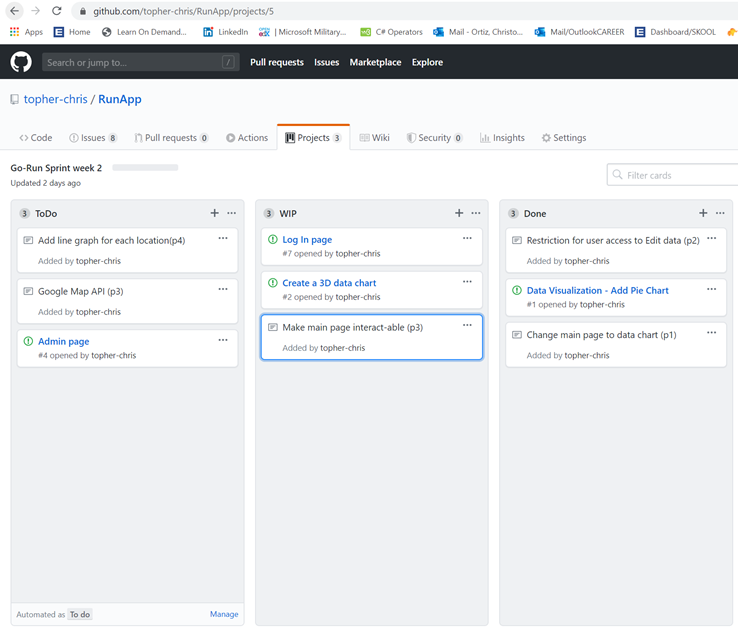 github.com/topher-chris/RunApp/projects/5
Apps Home Learn On Demand... LinkedIn | Microsoft Military... C# Operators Mail - Ortiz, Christo... Mail/OutlookCAREER Dashboard/SKOOL
Search or jump to... / Pull requests Issues Marketplace Explore
topher-chris / RunApp
Code Issues 8 Pull requests 0 Actions Projects 3 Wiki Security 0 Insights Settings
Go-Run Sprint week 2
Updated 2 days ago
Filter cards
3 ToDo
Add line graph for each location(p4)
Added by topher-chris
Google Map API (p3)
Added by topher-chris
Admin page
#4 opened by topher-chris
Automated as To do Manage
3 WIP
Log In page
#7 opened by topher-chris
Create a 3D data chart
#2 opened by topher-chris
Make main page interact-able (p3)
Added by topher-chris
3 Done
Restriction for user access to Edit data (p2)
Added by topher-chris
Data Visualization - Add Pie Chart
#1 opened by topher-chris
Change main page to data chart (p1)
Added by topher-chris